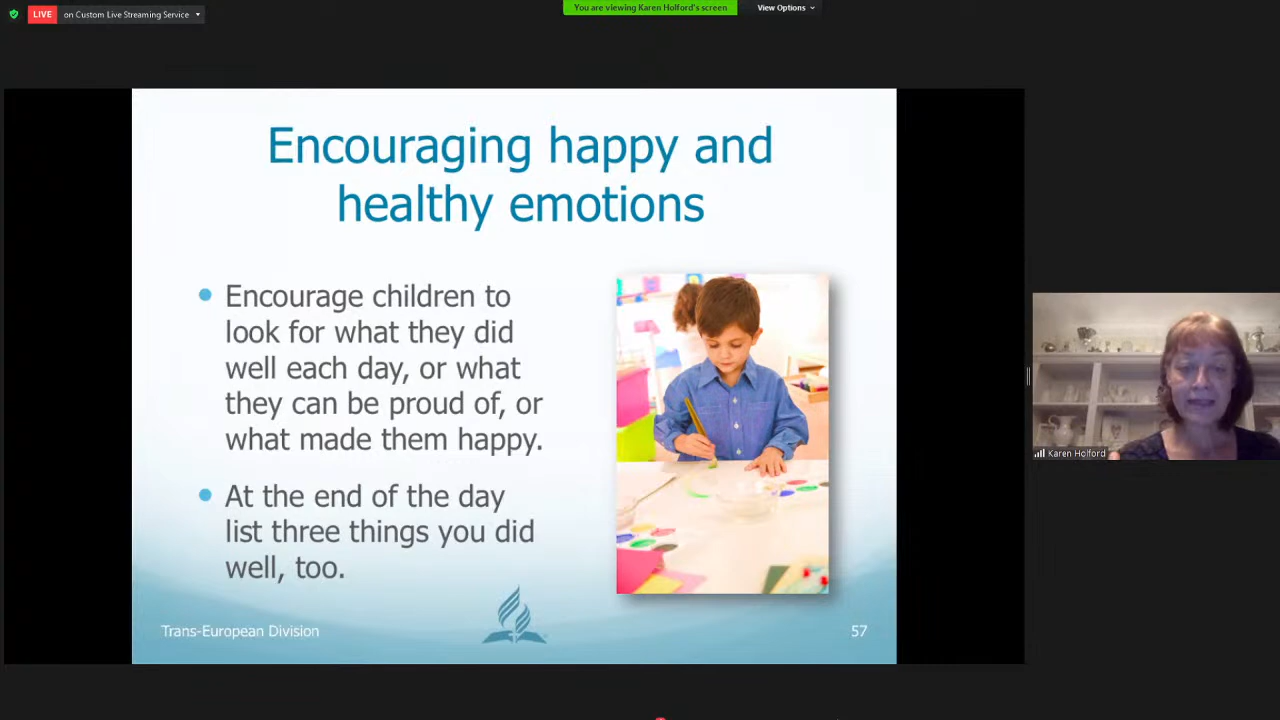 LIVE
on Custom Live Streaming Service
You are viewing Karen Holford's screen
View Options
Encouraging happy and
healthy emotions
Encourage children to
look for what they did
well each day, or what
they can be proud of, or
what made them happy.
At the end of the day
list three things you did
well, too.
Trans-European Division
57
Karen Holford